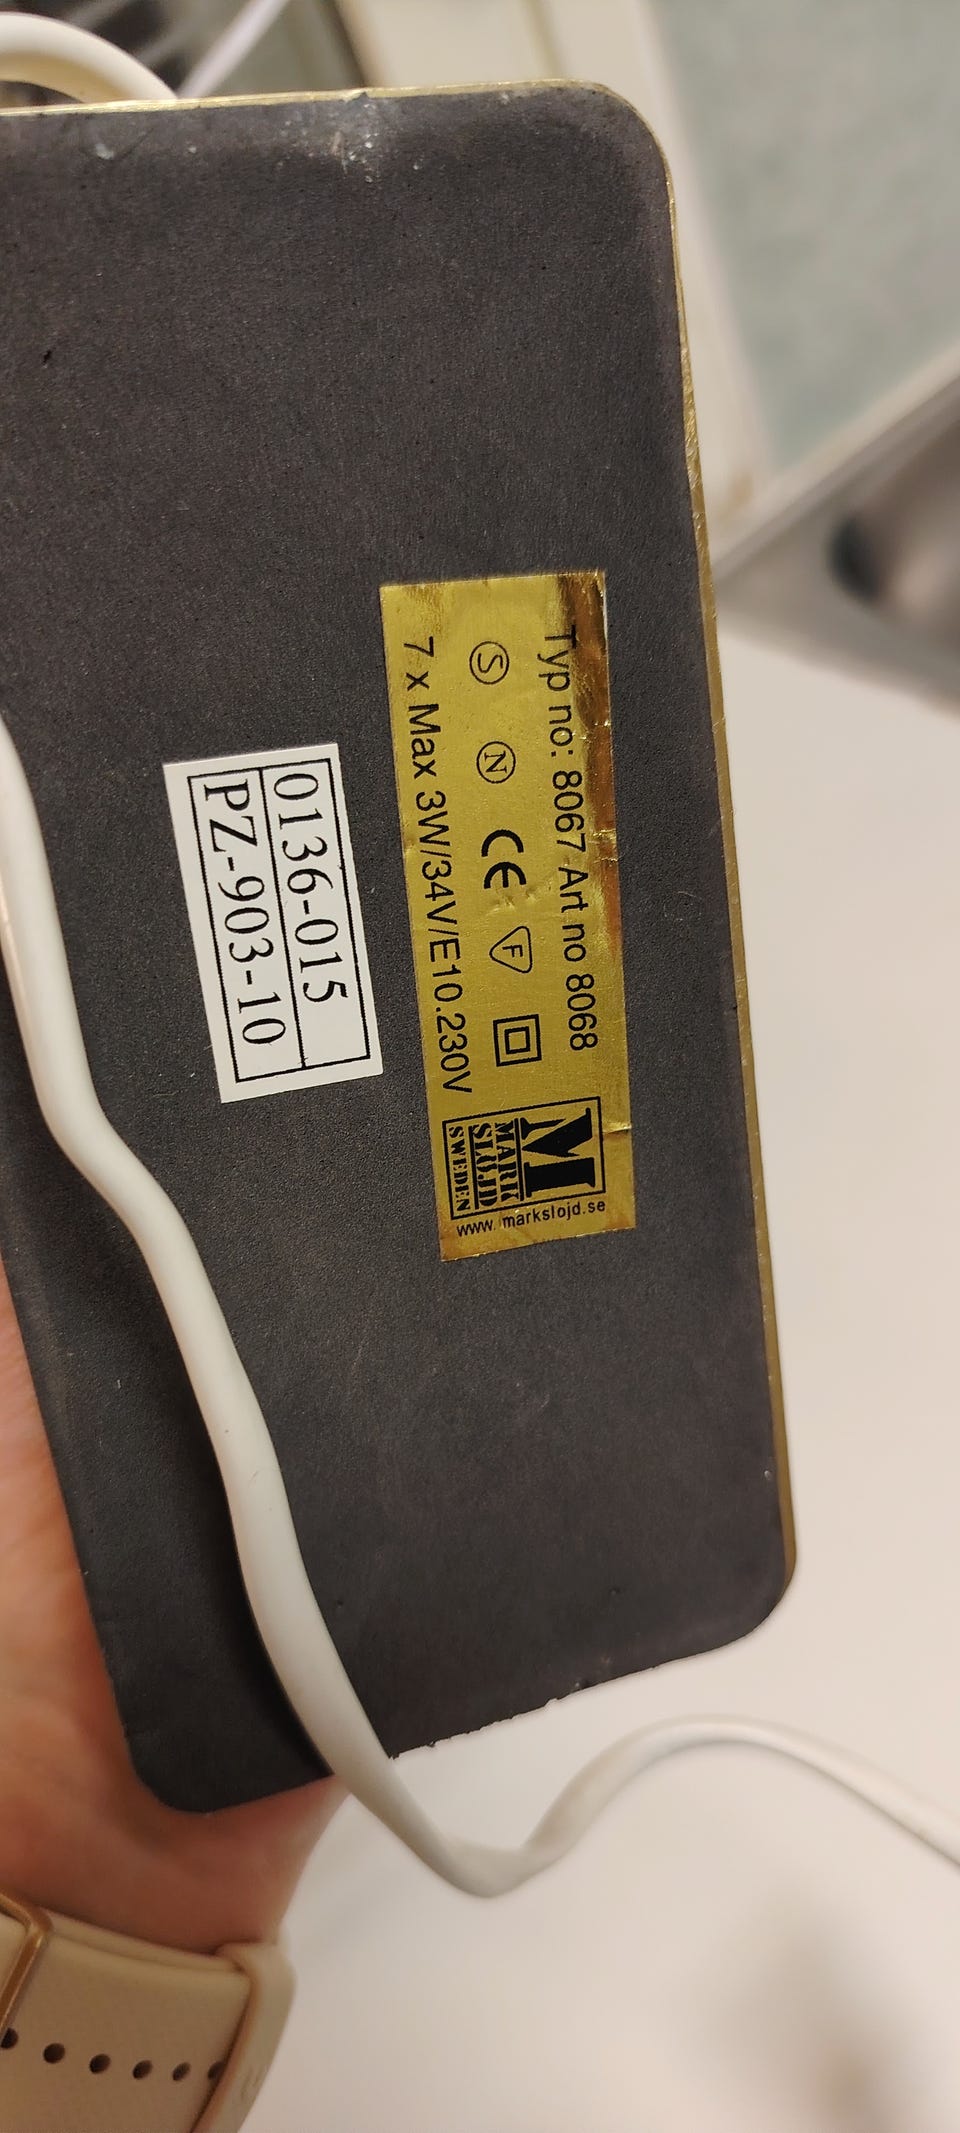 Typ no: 8067 Art no 8068
S N CE F
7 x Max 3W/34V/E10.230V
M
MARK
SLÖJD
SWEDEN
www.markslojd.se
0136-015
PZ-903-10